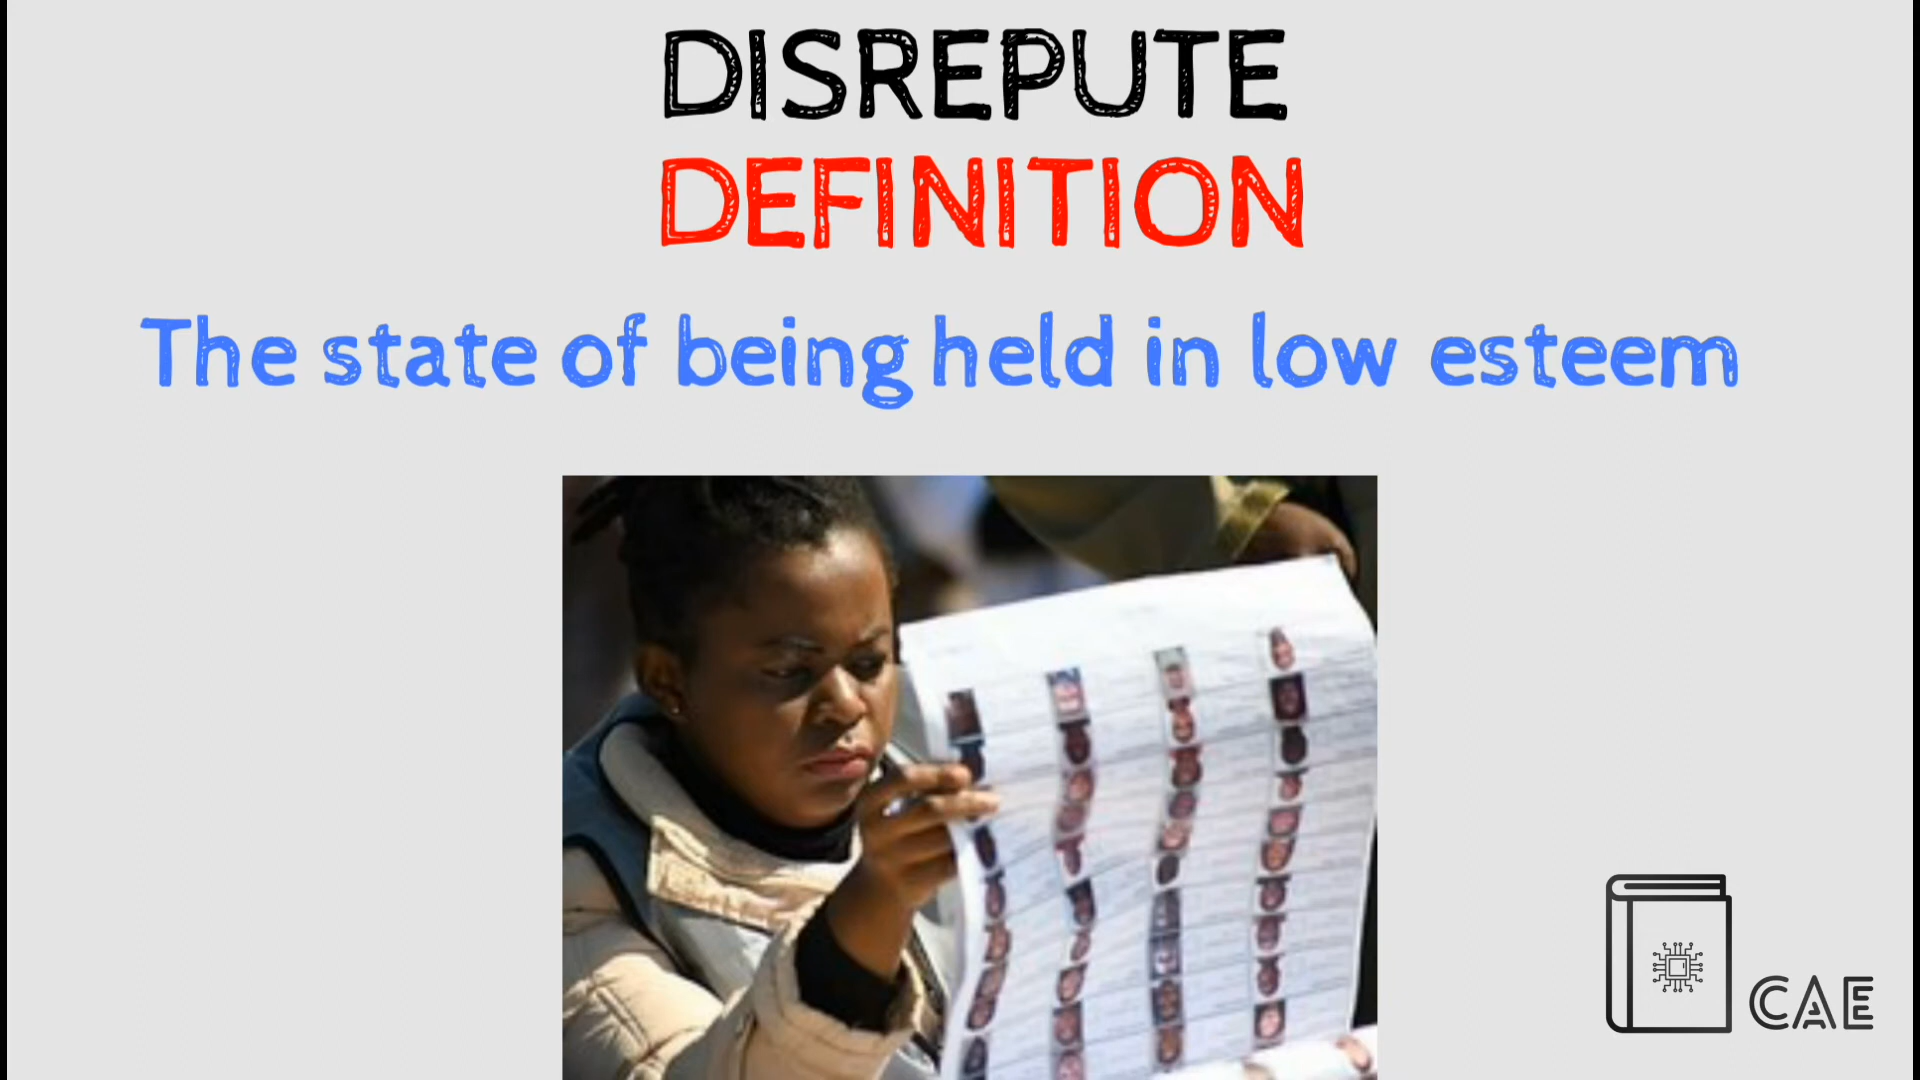 DISREPUTE
DEFINITION
The state of being held in low esteem
CAE